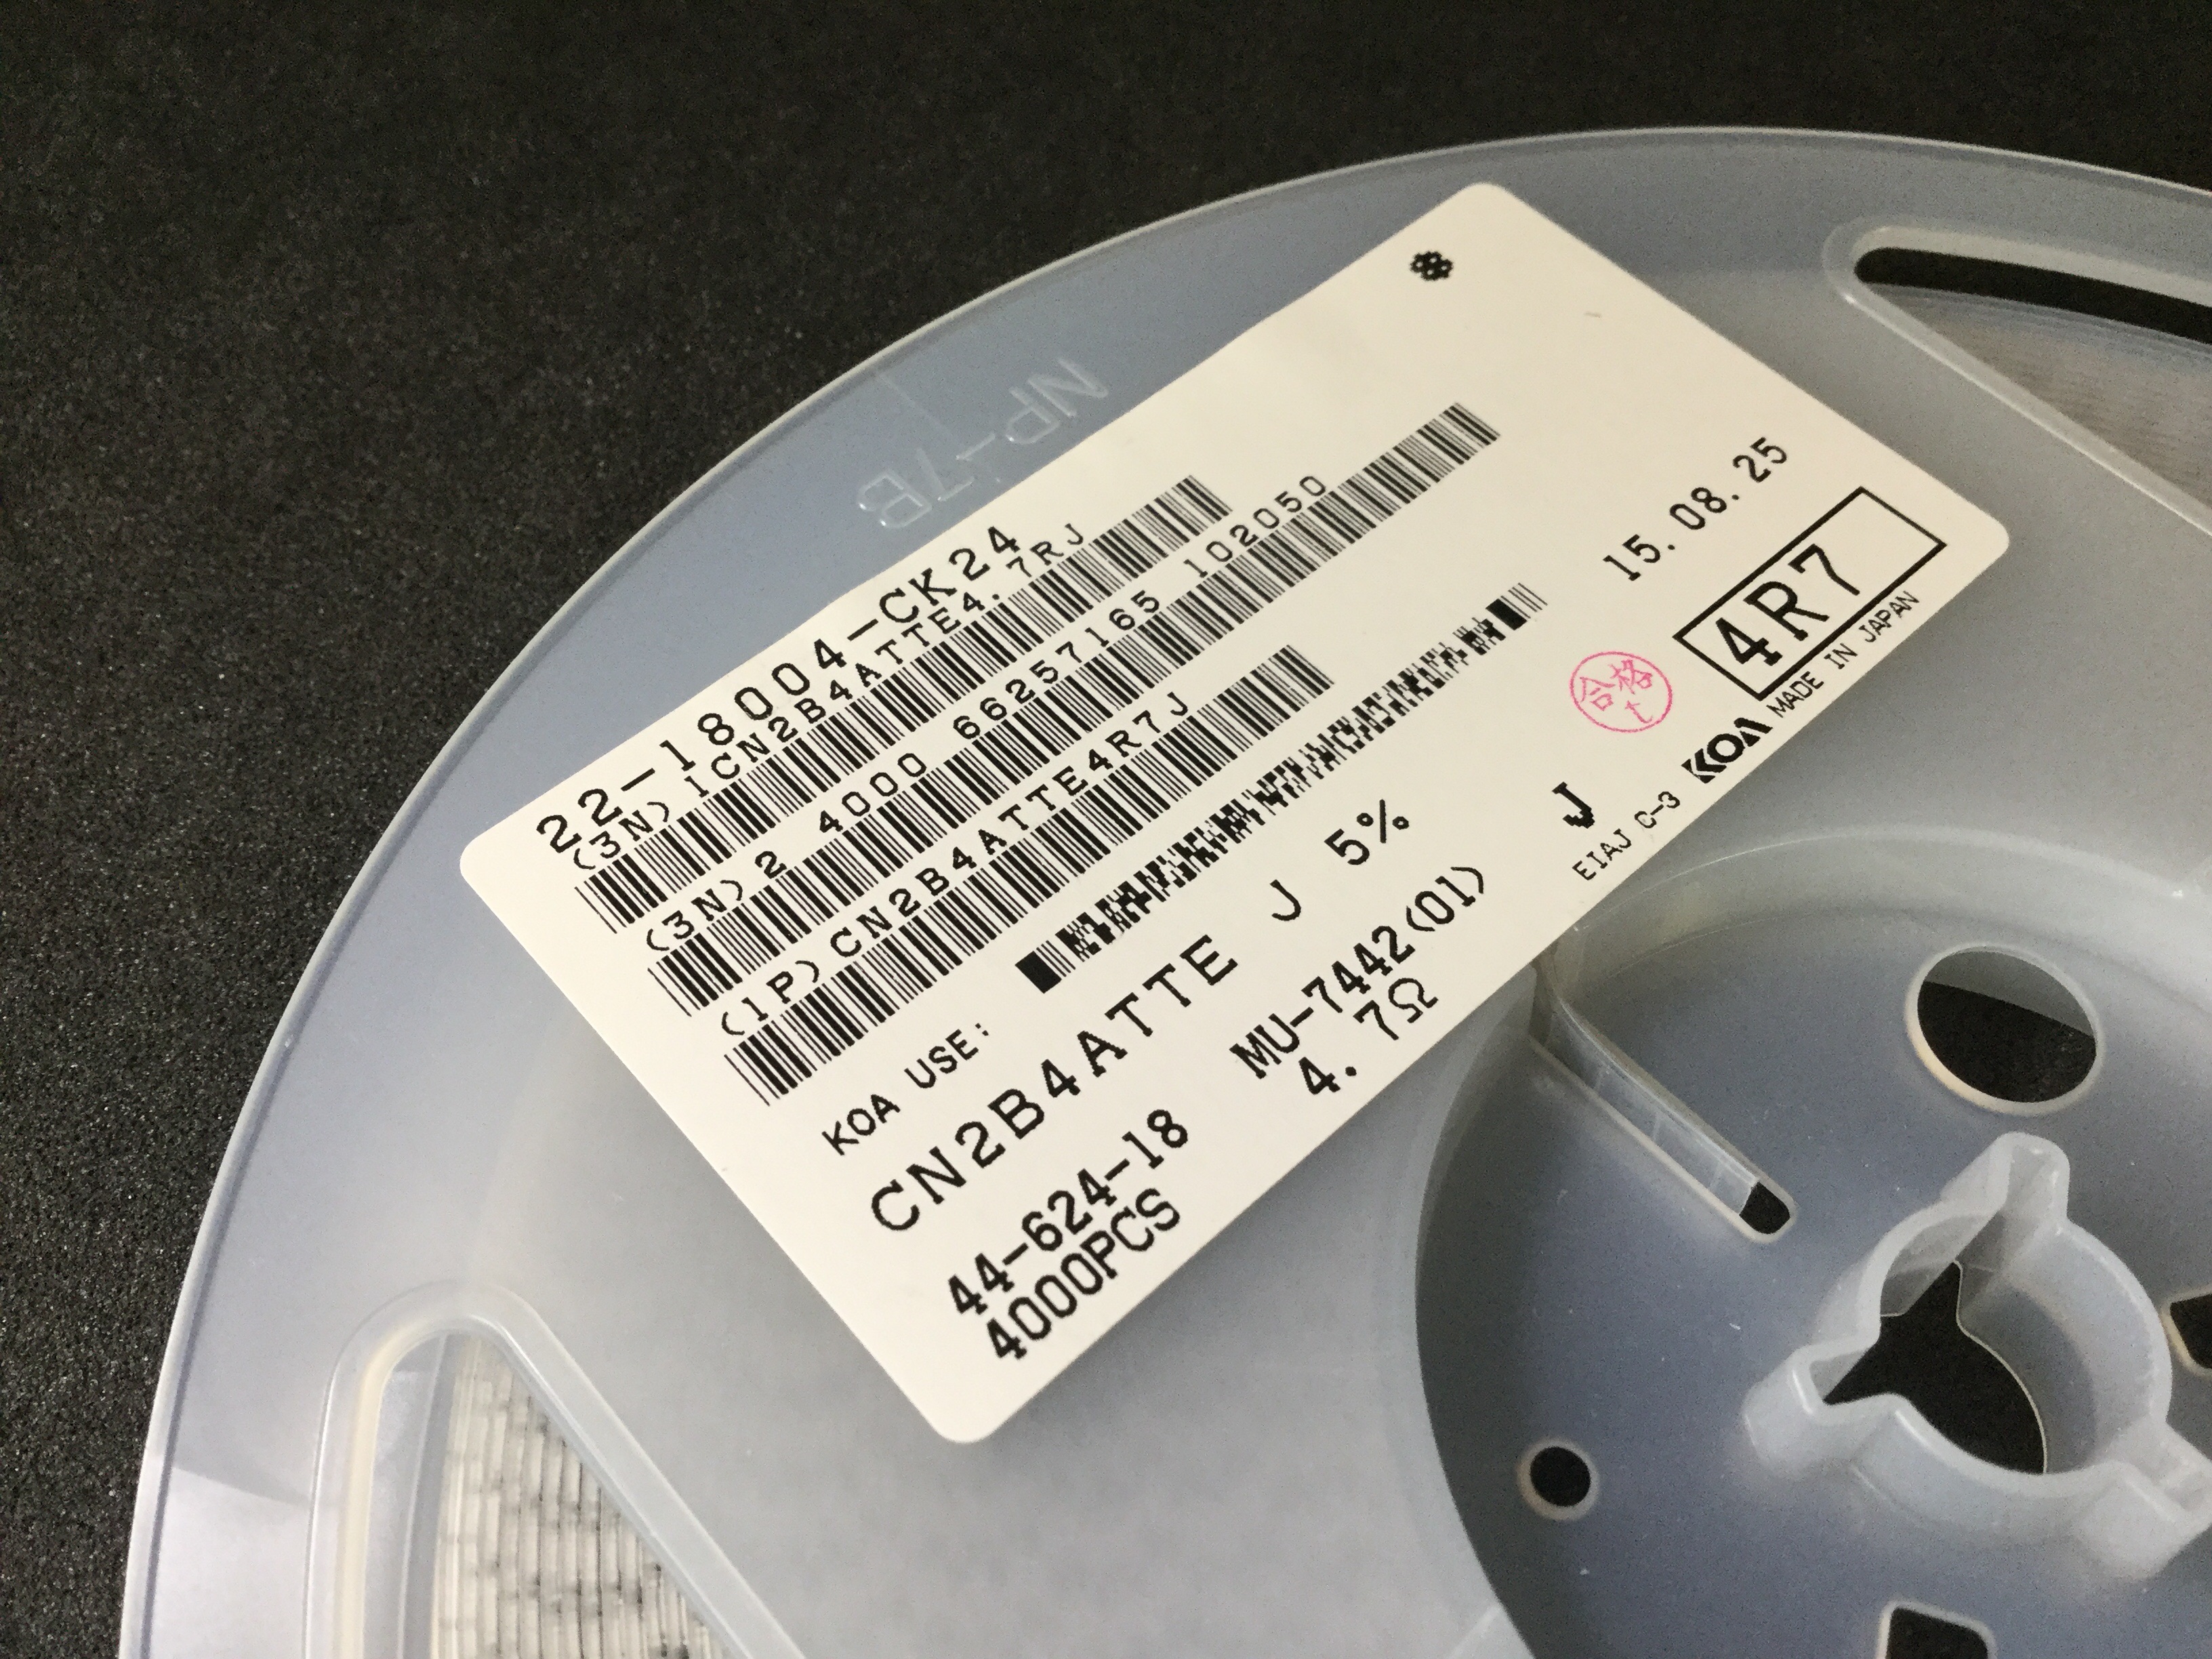 NP-17B
22-18004-CK24
(3N)1CN2B4ATTE4.7RJ
(3N)2 4000 66257165 102050
(1P)CN2B4ATTE4R7J
KOA USE:
CN2B4ATTE J 5%
44-624-18 MU-7442(01)
4000PCS 4.7Ω
15.08.25
4R7
合格
t
J
EIAJ C-3 KOA MADE IN JAPAN